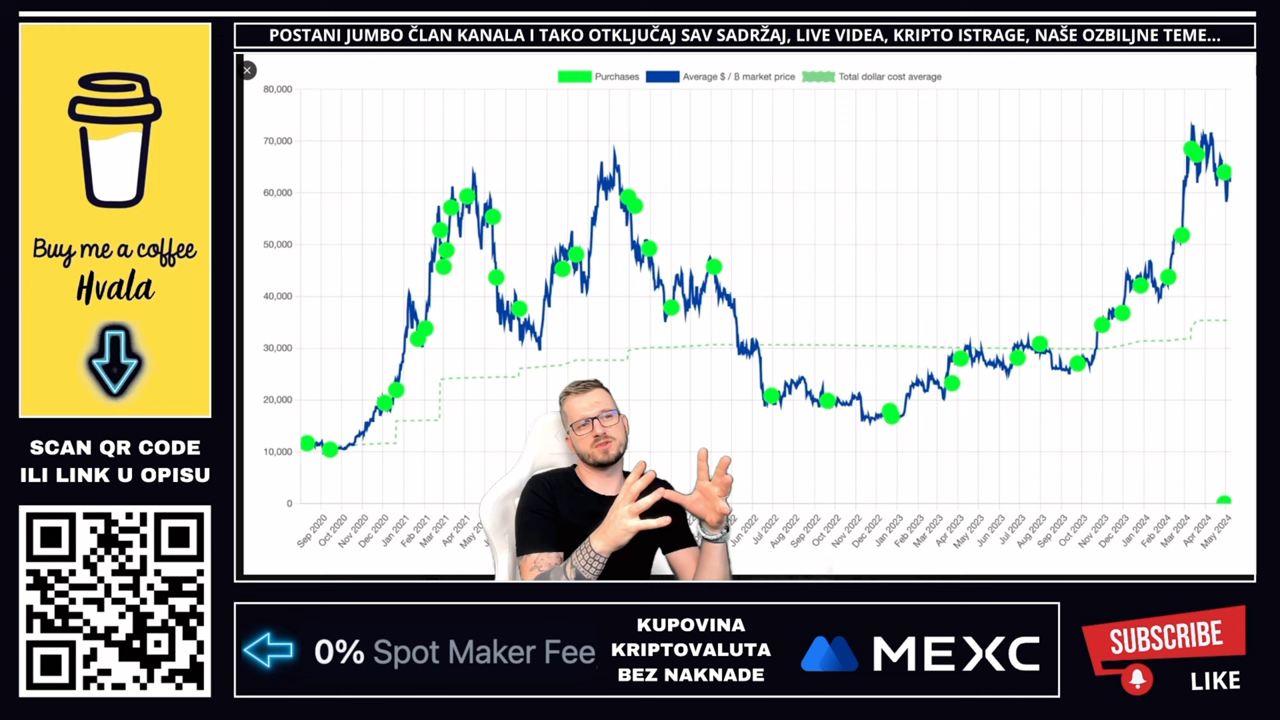 POSTANI JUMBO ČLAN KANALA I TAKO OTKLJUČAJ SAV SADRŽAJ, LIVE VIDEA, KRIPTO ISTRAGE, NAŠE OZBILJNE TEME...
Buy me a coffee
Hvala
SCAN QR CODE
ILI LINK U OPISU
Purchases
Average $ / B market price
Total dollar cost average
80,000
70,000
60,000
50,000
40,000
30,000
20,000
10,000
0
Sep 2020
Oct 2020
Nov 2020
Dec 2020
Jan 2021
Feb 2021
Mar 2021
Apr 2021
Jun 2022
Jul 2022
Aug 2022
Sep 2022
Oct 2022
Nov 2022
Dec 2022
Jan 2023
Feb 2023
Mar 2023
Apr 2023
May 2023
Jun 2023
Jul 2023
Aug 2023
Sep 2023
Oct 2023
Nov 2023
Dec 2023
Jan 2024
Feb 2024
Mar 2024
Apr 2024
May 2024
0% Spot Maker Fee
KUPOVINA
KRIPTOVALUTA
BEZ NAKNADE
MEXC
SUBSCRIBE
LIKE